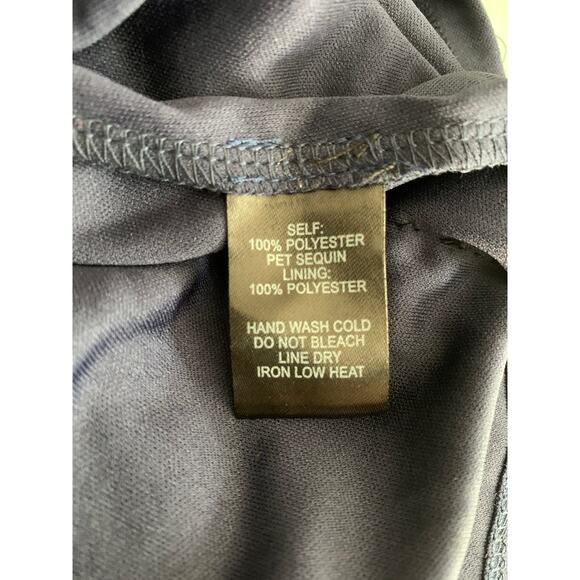 SELF:
100% POLYESTER
PET SEQUIN
LINING:
100% POLYESTER
HAND WASH COLD
DO NOT BLEACH
LINE DRY
IRON LOW HEAT